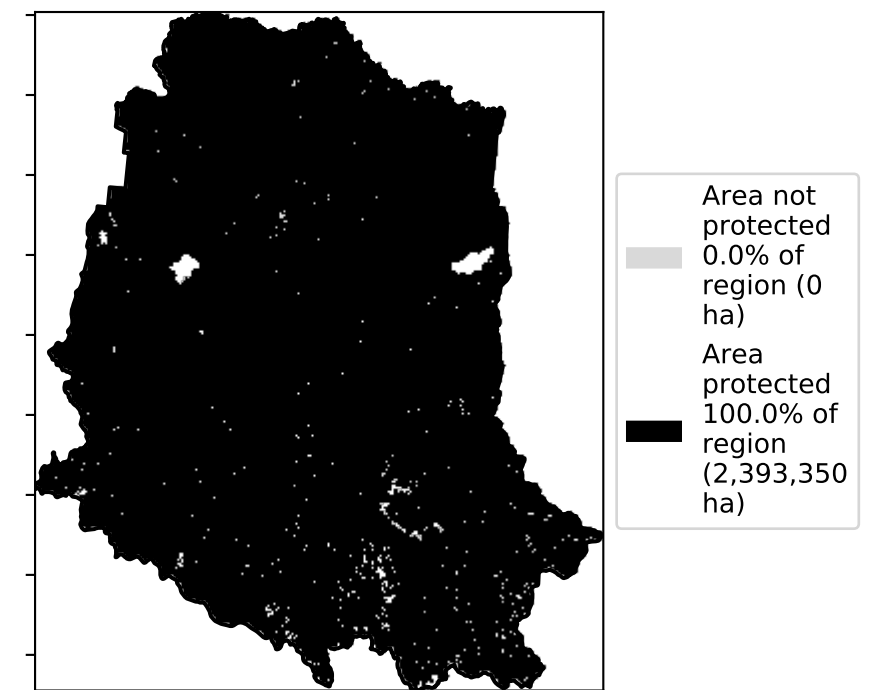 Area not
protected
0.0% of
region (0
ha)
Area
protected
100.0% of
region
(2,393,350
ha)